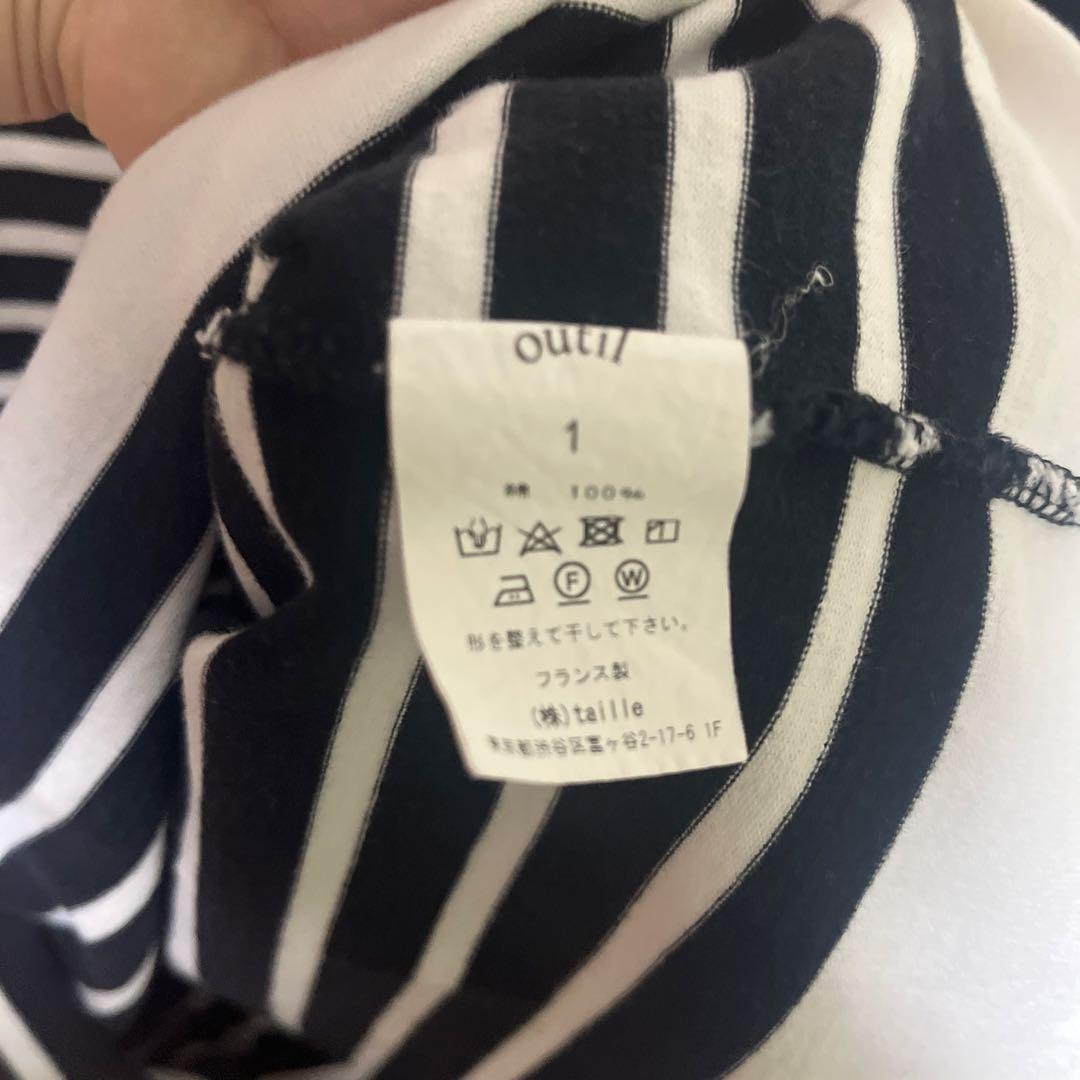 outil
1
綿 100%
F W
形を整えて干して下さい。
フランス製
(株)taille
東京都渋谷区富ヶ谷2-17-6 1F